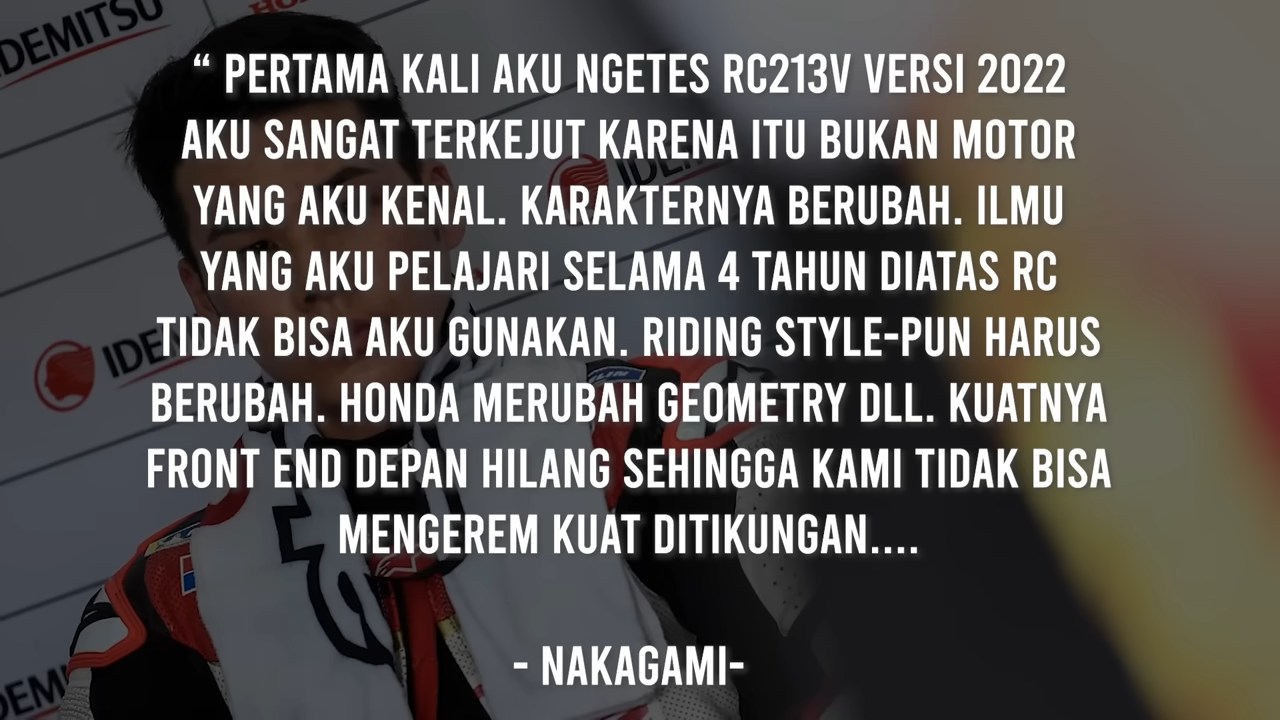 IDEMITSU
HO
“ PERTAMA KALI AKU NGETES RC213V VERSI 2022
AKU SANGAT TERKEJUT KARENA ITU BUKAN MOTOR
YANG AKU KENAL. KARAKTERNYA BERUBAH. ILMU
YANG AKU PELAJARI SELAMA 4 TAHUN DIATAS RC
TIDAK BISA AKU GUNAKAN. RIDING STYLE-PUN HARUS
BERUBAH. HONDA MERUBAH GEOMETRY DLL. KUATNYA
FRONT END DEPAN HILANG SEHINGGA KAMI TIDAK BISA
MENGEREM KUAT DITIKUNGAN....
- NAKAGAMI-